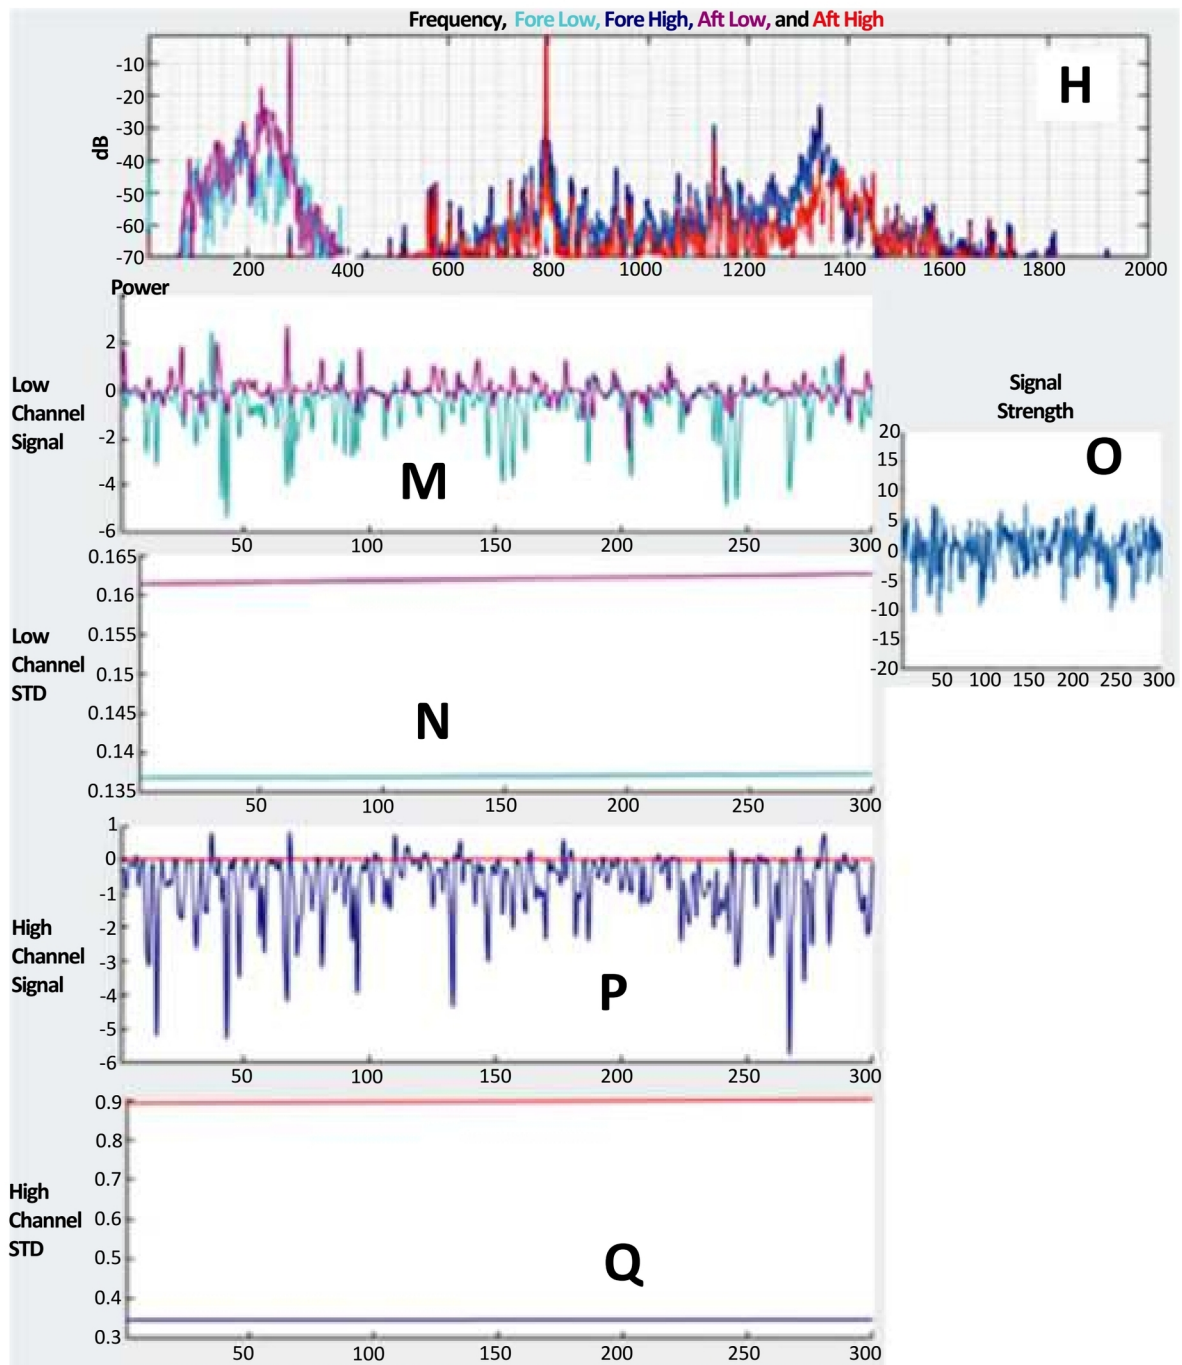 Frequency, Fore Low, Fore High, Aft Low, and Aft High
H
dB
-10
-20
-30
-40
-50
-60
-70
200 400 600 800 1000 1200 1400 1600 1800 2000
Power
Low
Channel
Signal
2
0
-2
-4
-6
M
50 100 150 200 250 300
Signal
Strength
O
20
15
10
5
0
-5
-10
-15
-20
50 100 150 200 250 300
Low
Channel
STD
0.165
0.16
0.155
0.15
0.145
0.14
0.135
N
50 100 150 200 250 300
High
Channel
Signal
1
0
-1
-2
-3
-4
-5
-6
P
50 100 150 200 250 300
High
Channel
STD
0.9
0.8
0.7
0.6
0.5
0.4
0.3
Q
50 100 150 200 250 300